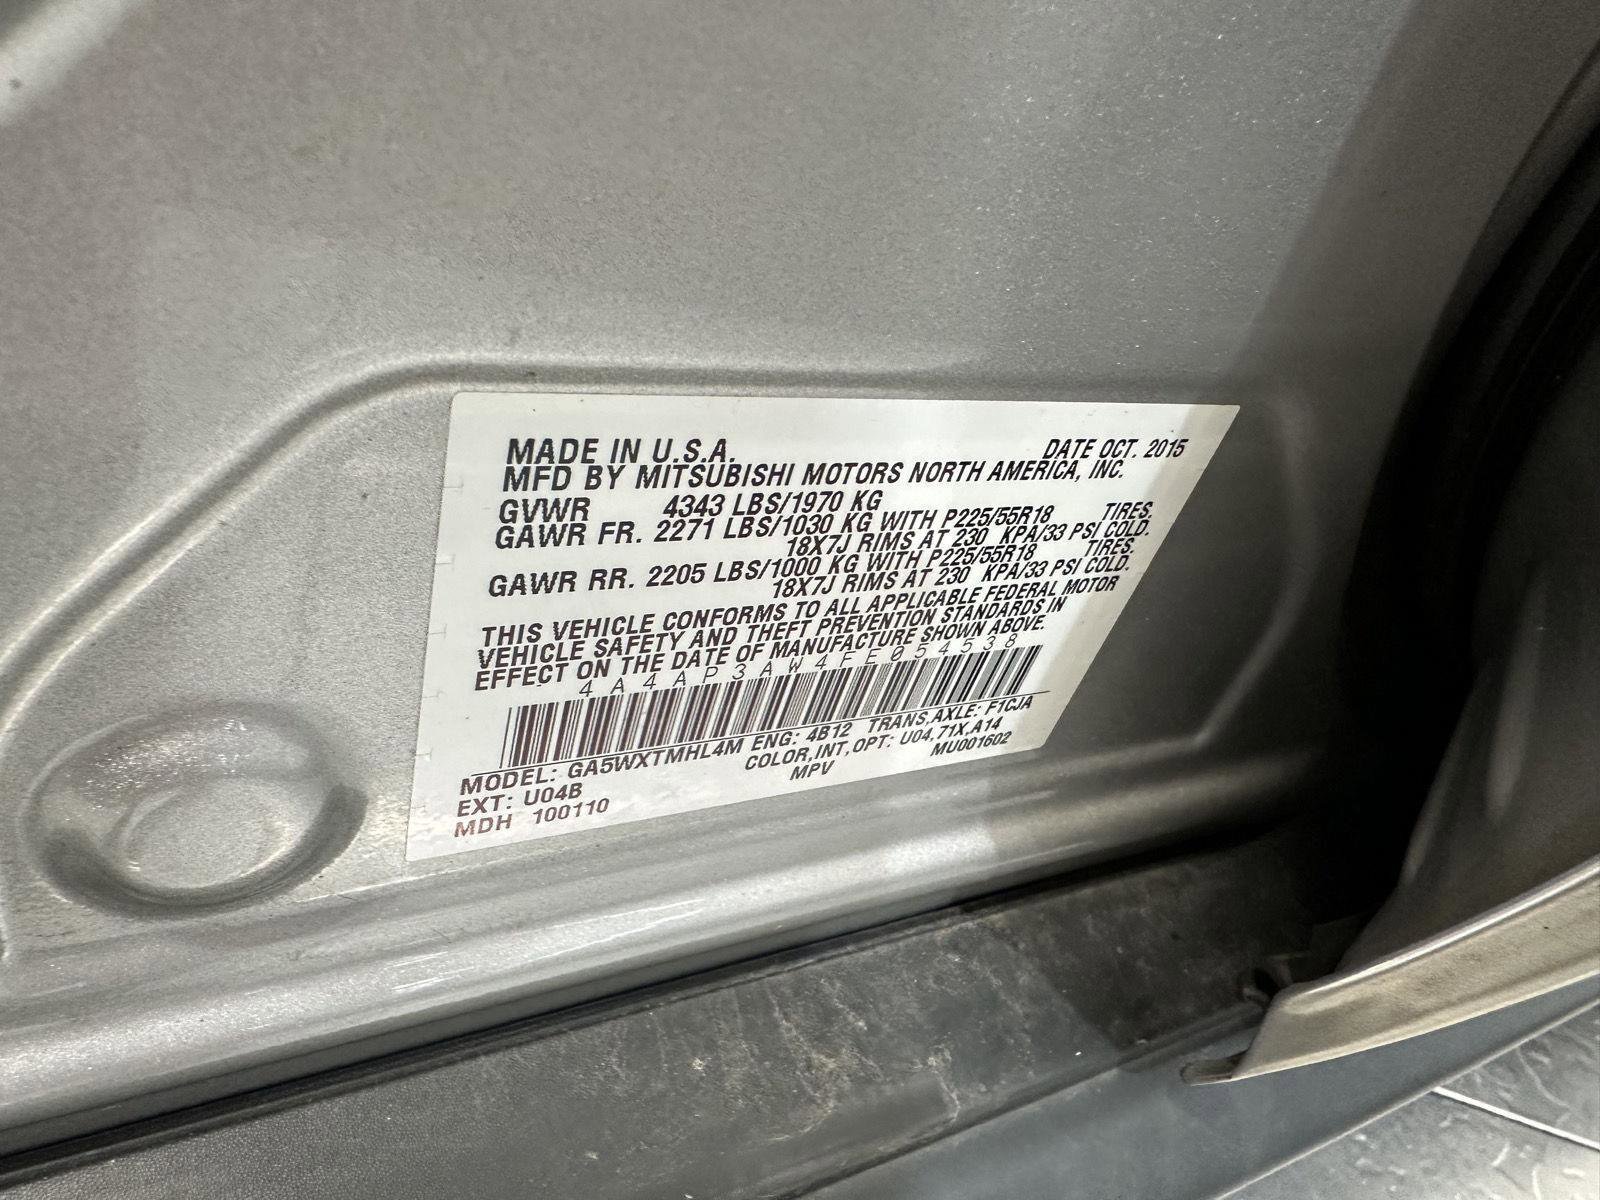 MADE IN U.S.A. DATE OCT. 2015
MFD BY MITSUBISHI MOTORS NORTH AMERICA, INC.
GVWR 4343 LBS/1970 KG
GAWR FR. 2271 LBS/1030 KG WITH P225/55R18 TIRES.
18X7J RIMS AT 230 KPA/33 PSI COLD.
GAWR RR. 2205 LBS/1000 KG WITH P225/55R18 TIRES.
18X7J RIMS AT 230 KPA/33 PSI COLD.
THIS VEHICLE CONFORMS TO ALL APPLICABLE FEDERAL MOTOR
VEHICLE SAFETY AND THEFT PREVENTION STANDARDS IN
EFFECT ON THE DATE OF MANUFACTURE SHOWN ABOVE.
4A4AP3AW4FE054538
MODEL: GA5WXTMHL4M ENG: 4B12 TRANS,AXLE: F1CJA
EXT: U04B COLOR,INT,OPT: U04,71X,A14
MDH 100110 MPV MU001602